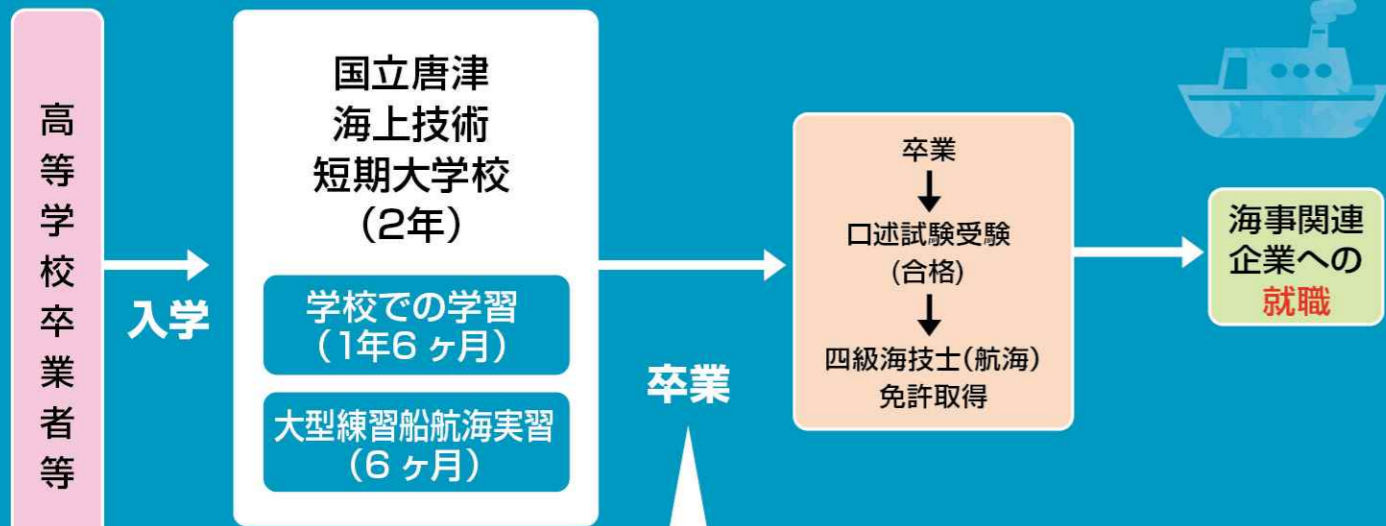 高等学校卒業者等
入学
国立唐津
海上技術
短期大学校
(2年)
学校での学習
(1年6ヶ月)
大型練習船航海実習
(6ヶ月)
卒業
卒業
口述試験受験
(合格)
四級海技士(航海)
免許取得
海事関連
企業への
就職